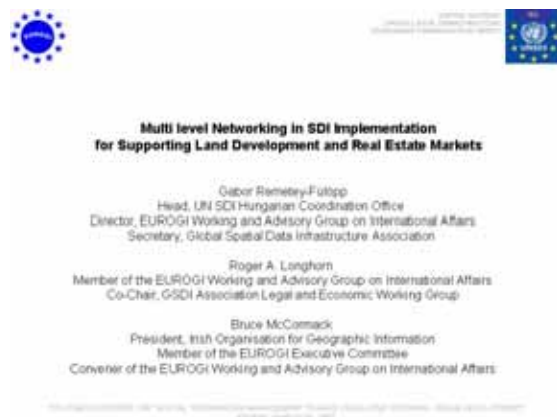 EUROGI
Multi level Networking in SDI Implementation
for Supporting Land Development and Real Estate Markets
Gabor Remetey-Fülöpp
Head, UN SDI Hungarian Coordination Office
Director, EUROGI Working and Advisory Group on International Affairs
Secretary, Global Spatial Data Infrastructure Association
Roger A. Longhorn
Member of the EUROGI Working and Advisory Group on International Affairs
Co-Chair, GSDI Association Legal and Economic Working Group
Bruce McCormack
President, Irish Organisation for Geographic Information
Member of the EUROGI Executive Committee
Convener of the EUROGI Working and Advisory Group on International Affairs